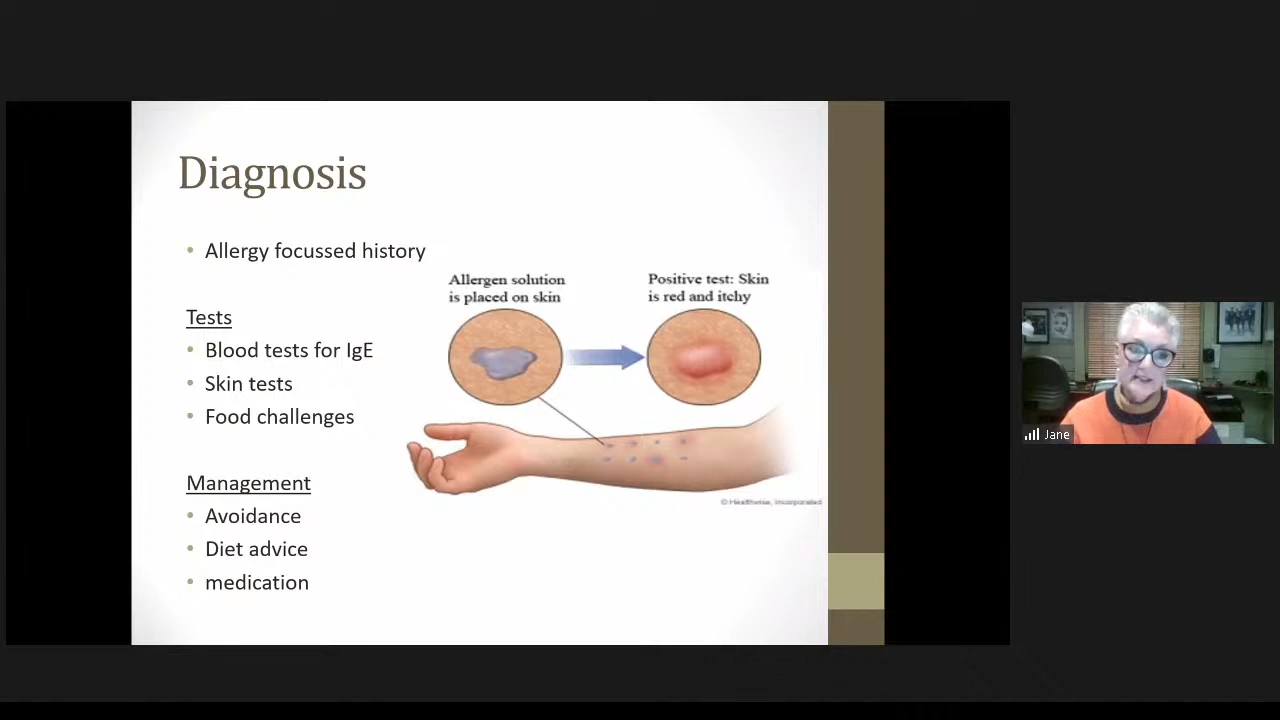 Diagnosis
• Allergy focussed history
Tests
• Blood tests for IgE
• Skin tests
• Food challenges
Management
• Avoidance
• Diet advice
• medication
Allergen solution
is placed on skin
Positive test: Skin
is red and itchy
© Healthwise, Incorporated
Jane